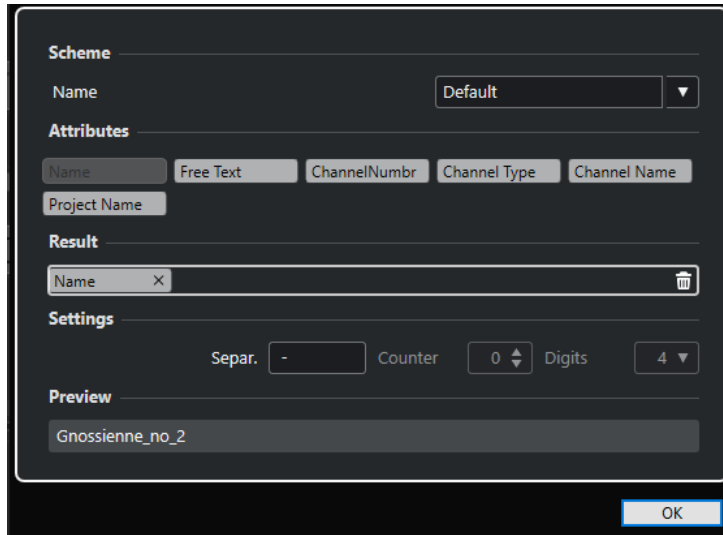 Scheme
Name Default
Attributes
Name Free Text ChannelNumbr Channel Type Channel Name
Project Name
Result
Name ×
Settings
Separ. - Counter 0 Digits 4
Preview
Gnossienne_no_2
OK